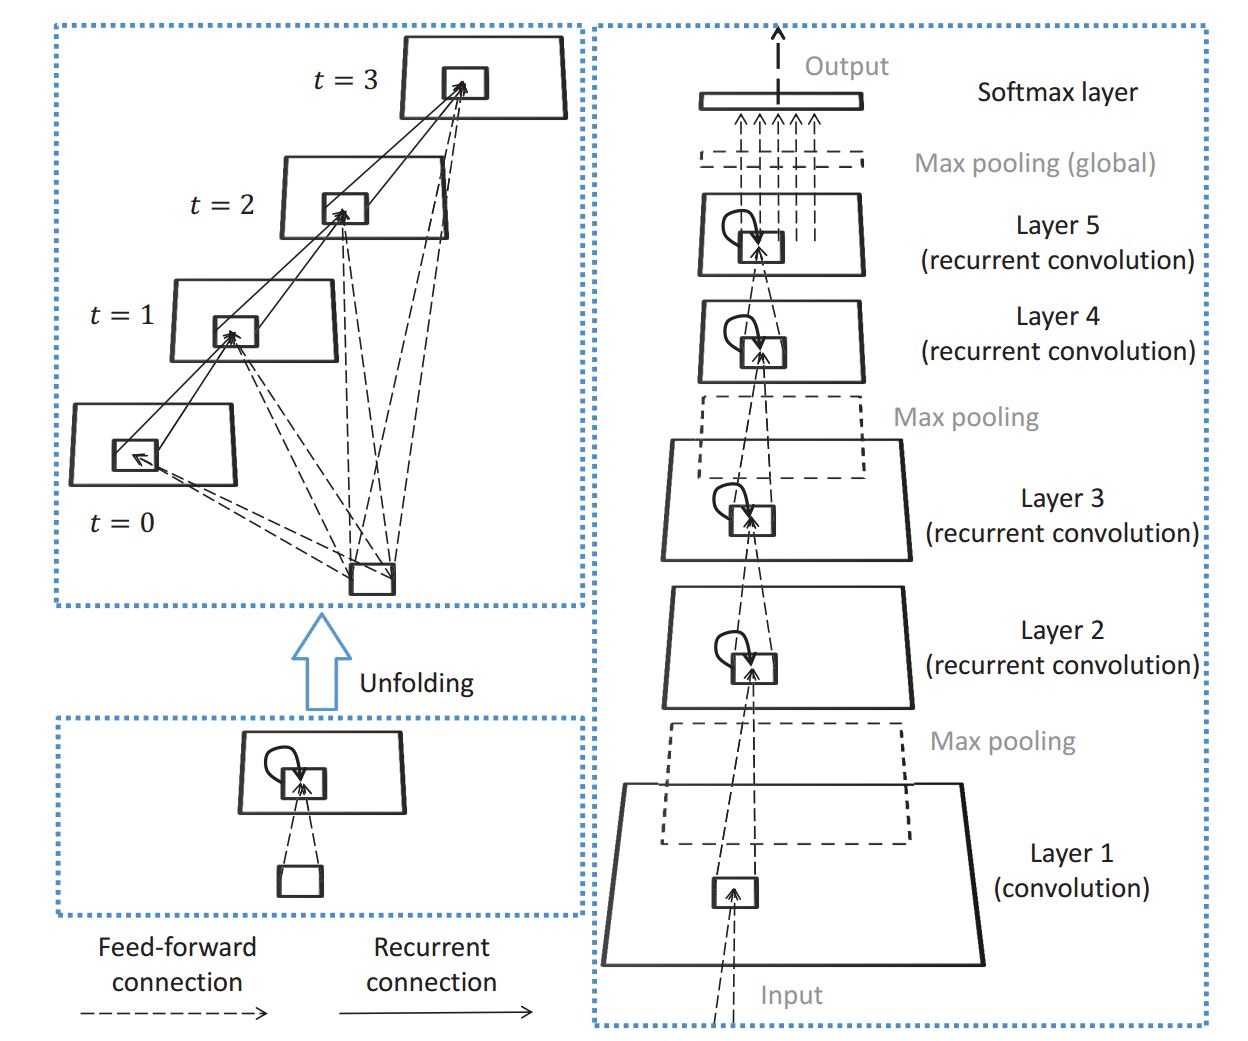 t = 3
t = 2
t = 1
t = 0
Unfolding
Feed-forward
connection
Recurrent
connection
Output
Softmax layer
Max pooling (global)
Layer 5
(recurrent convolution)
Layer 4
(recurrent convolution)
Max pooling
Layer 3
(recurrent convolution)
Layer 2
(recurrent convolution)
Max pooling
Layer 1
(convolution)
Input